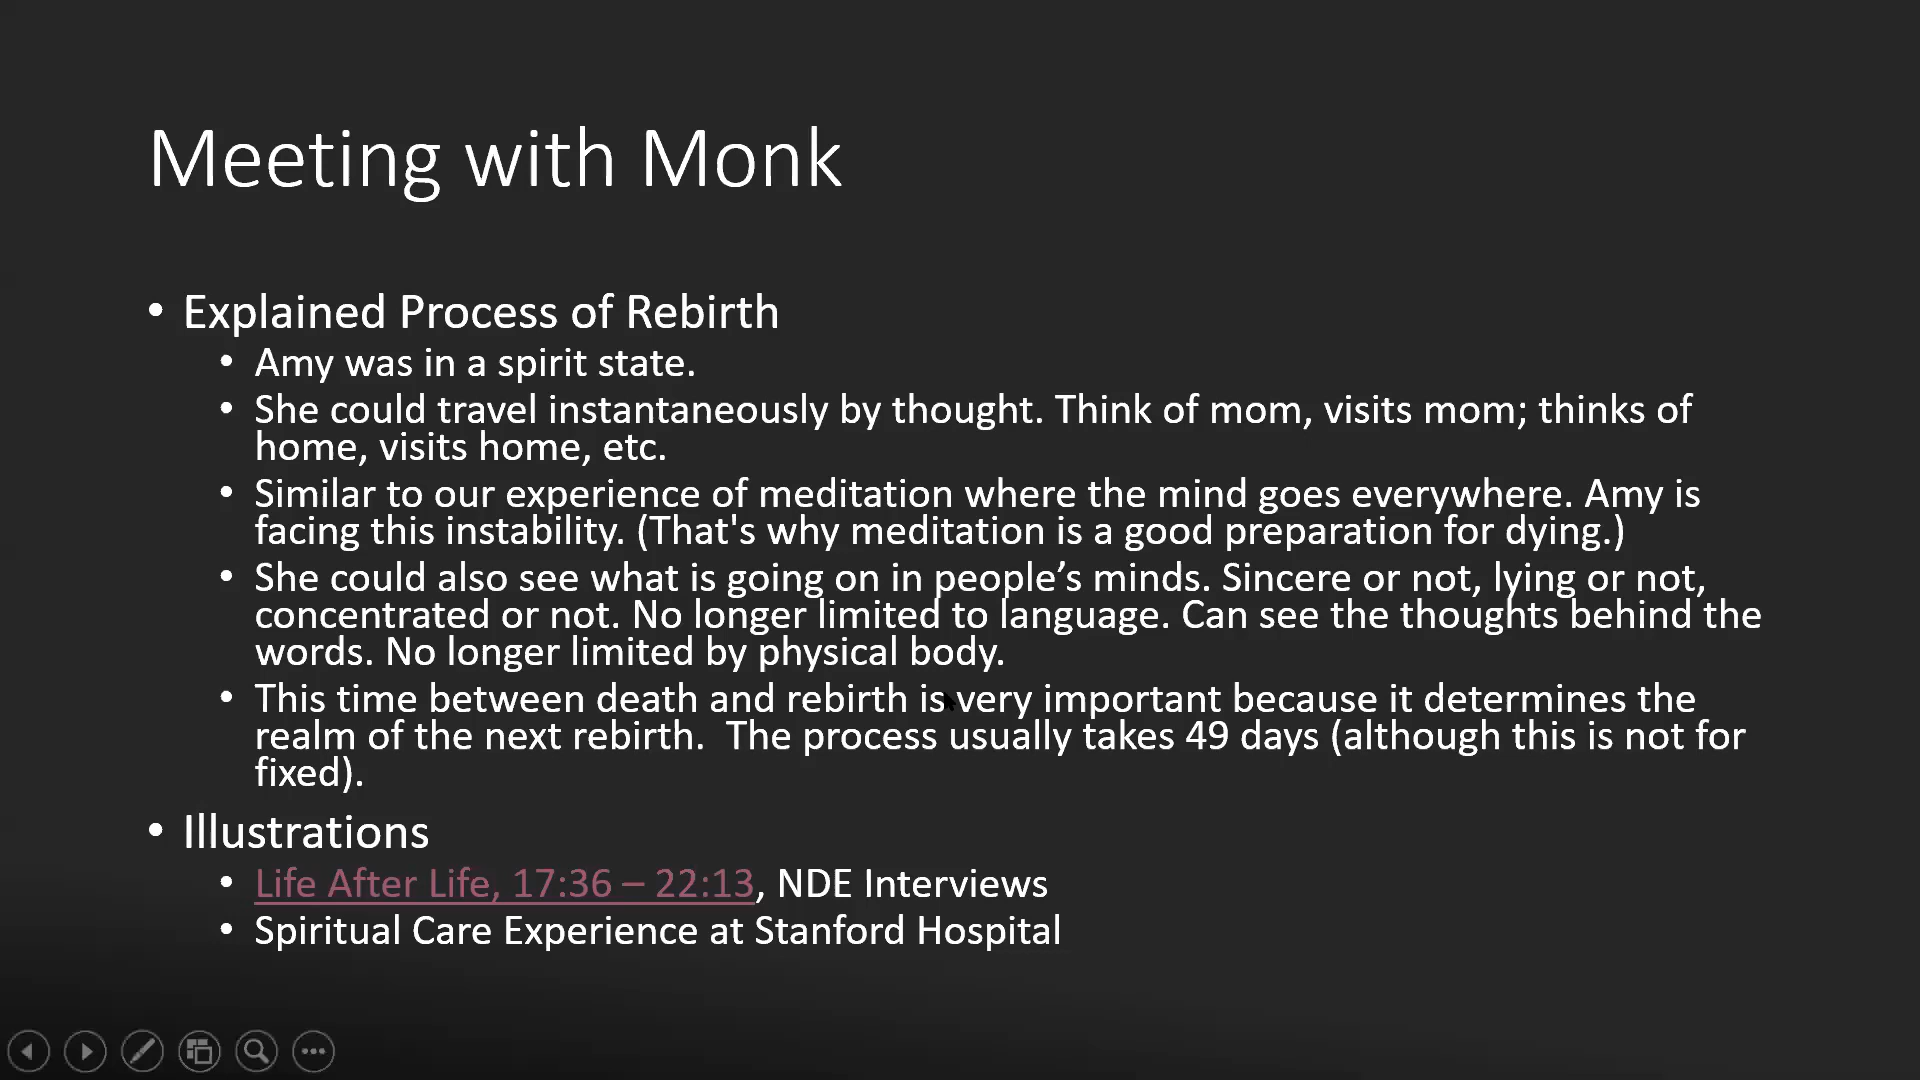 Meeting with Monk
• Explained Process of Rebirth
• Amy was in a spirit state.
• She could travel instantaneously by thought. Think of mom, visits mom; thinks of
home, visits home, etc.
• Similar to our experience of meditation where the mind goes everywhere. Amy is
facing this instability. (That's why meditation is a good preparation for dying.)
• She could also see what is going on in people’s minds. Sincere or not, lying or not,
concentrated or not. No longer limited to language. Can see the thoughts behind the
words. No longer limited by physical body.
• This time between death and rebirth is very important because it determines the
realm of the next rebirth.  The process usually takes 49 days (although this is not for
fixed).
• Illustrations
• Life After Life, 17:36 – 22:13, NDE Interviews
• Spiritual Care Experience at Stanford Hospital